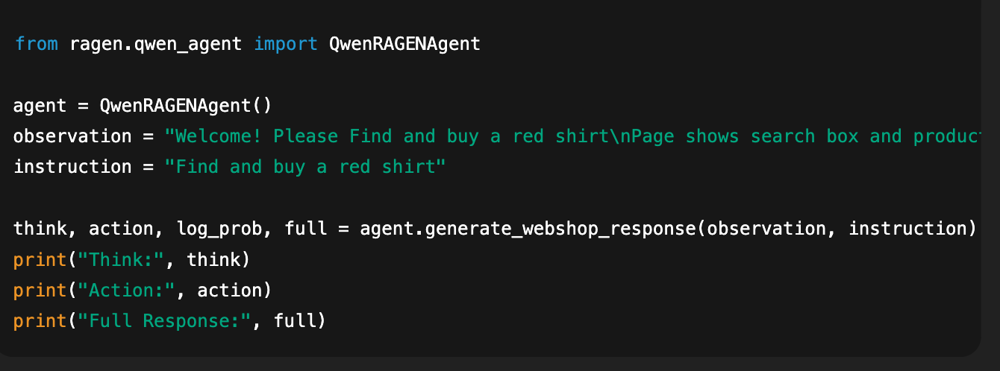 from ragen.qwen_agent import QwenRAGENAgent
agent = QwenRAGENAgent()
observation = "Welcome! Please Find and buy a red shirt\nPage shows search box and product
instruction = "Find and buy a red shirt"
think, action, log_prob, full = agent.generate_webshop_response(observation, instruction)
print("Think:", think)
print("Action:", action)
print("Full Response:", full)